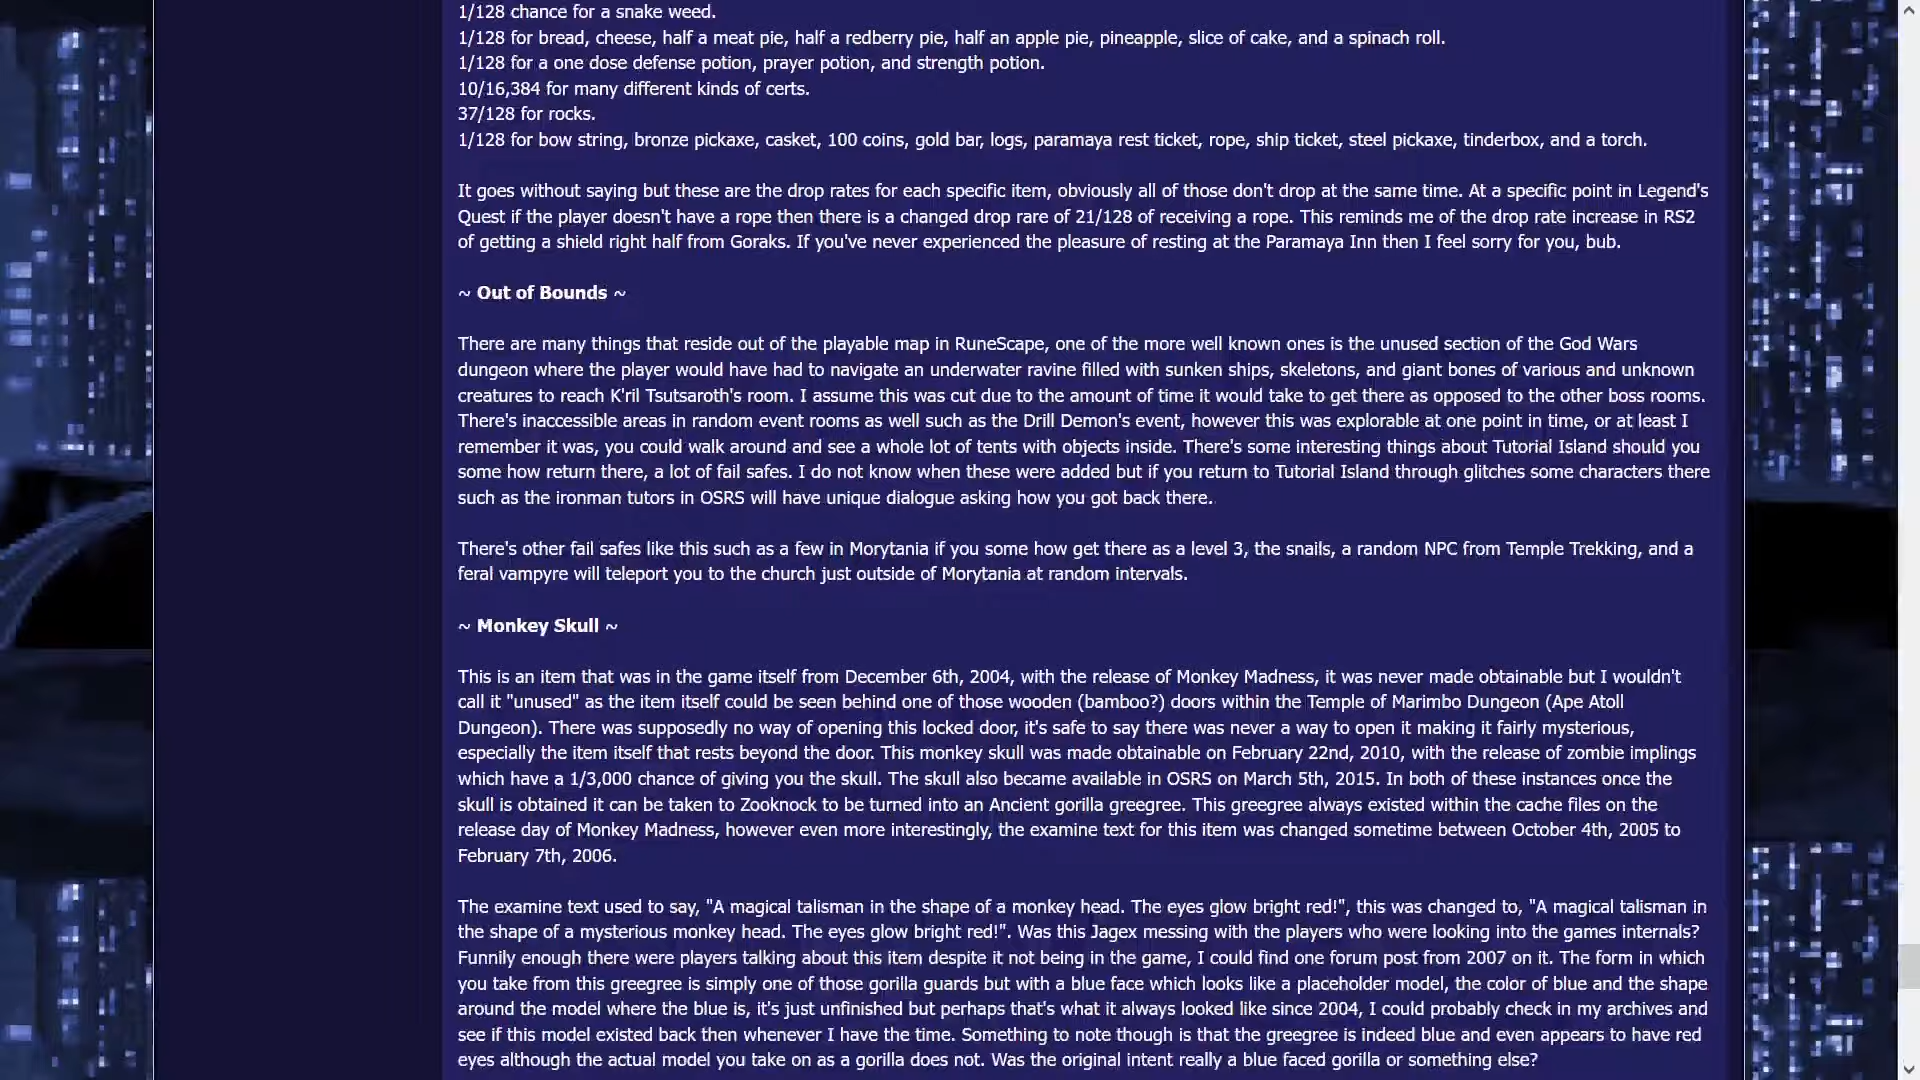 1/128 chance for a snake weed.
1/128 for bread, cheese, half a meat pie, half a redberry pie, half an apple pie, pineapple, slice of cake, and a spinach roll.
1/128 for a one dose defense potion, prayer potion, and strength potion.
10/16,384 for many different kinds of certs.
37/128 for rocks.
1/128 for bow string, bronze pickaxe, casket, 100 coins, gold bar, logs, paramaya rest ticket, rope, ship ticket, steel pickaxe, tinderbox, and a torch.
It goes without saying but these are the drop rates for each specific item, obviously all of those don't drop at the same time. At a specific point in Legend's
Quest if the player doesn't have a rope then there is a changed drop rare of 21/128 of receiving a rope. This reminds me of the drop rate increase in RS2
of getting a shield right half from Goraks. If you've never experienced the pleasure of resting at the Paramaya Inn then I feel sorry for you, bub.
~ Out of Bounds ~
There are many things that reside out of the playable map in RuneScape, one of the more well known ones is the unused section of the God Wars
dungeon where the player would have had to navigate an underwater ravine filled with sunken ships, skeletons, and giant bones of various and unknown
creatures to reach K'ril Tsutsaroth's room. I assume this was cut due to the amount of time it would take to get there as opposed to the other boss rooms.
There's inaccessible areas in random event rooms as well such as the Drill Demon's event, however this was explorable at one point in time, or at least I
remember it was, you could walk around and see a whole lot of tents with objects inside. There's some interesting things about Tutorial Island should you
some how return there, a lot of fail safes. I do not know when these were added but if you return to Tutorial Island through glitches some characters there
such as the ironman tutors in OSRS will have unique dialogue asking how you got back there.
There's other fail safes like this such as a few in Morytania if you some how get there as a level 3, the snails, a random NPC from Temple Trekking, and a
feral vampyre will teleport you to the church just outside of Morytania at random intervals.
~ Monkey Skull ~
This is an item that was in the game itself from December 6th, 2004, with the release of Monkey Madness, it was never made obtainable but I wouldn't
call it "unused" as the item itself could be seen behind one of those wooden (bamboo?) doors within the Temple of Marimbo Dungeon (Ape Atoll
Dungeon). There was supposedly no way of opening this locked door, it's safe to say there was never a way to open it making it fairly mysterious,
especially the item itself that rests beyond the door. This monkey skull was made obtainable on February 22nd, 2010, with the release of zombie implings
which have a 1/3,000 chance of giving you the skull. The skull also became available in OSRS on March 5th, 2015. In both of these instances once the
skull is obtained it can be taken to Zooknock to be turned into an Ancient gorilla greegree. This greegree always existed within the cache files on the
release day of Monkey Madness, however even more interestingly, the examine text for this item was changed sometime between October 4th, 2005 to
February 7th, 2006.
The examine text used to say, "A magical talisman in the shape of a monkey head. The eyes glow bright red!", this was changed to, "A magical talisman in
the shape of a mysterious monkey head. The eyes glow bright red!". Was this Jagex messing with the players who were looking into the games internals?
Funnily enough there were players talking about this item despite it not being in the game, I could find one forum post from 2007 on it. The form in which
you take from this greegree is simply one of those gorilla guards but with a blue face which looks like a placeholder model, the color of blue and the shape
around the model where the blue is, it's just unfinished but perhaps that's what it always looked like since 2004, I could probably check in my archives and
see if this model existed back then whenever I have the time. Something to note though is that the greegree is indeed blue and even appears to have red
eyes although the actual model you take on as a gorilla does not. Was the original intent really a blue faced gorilla or something else?